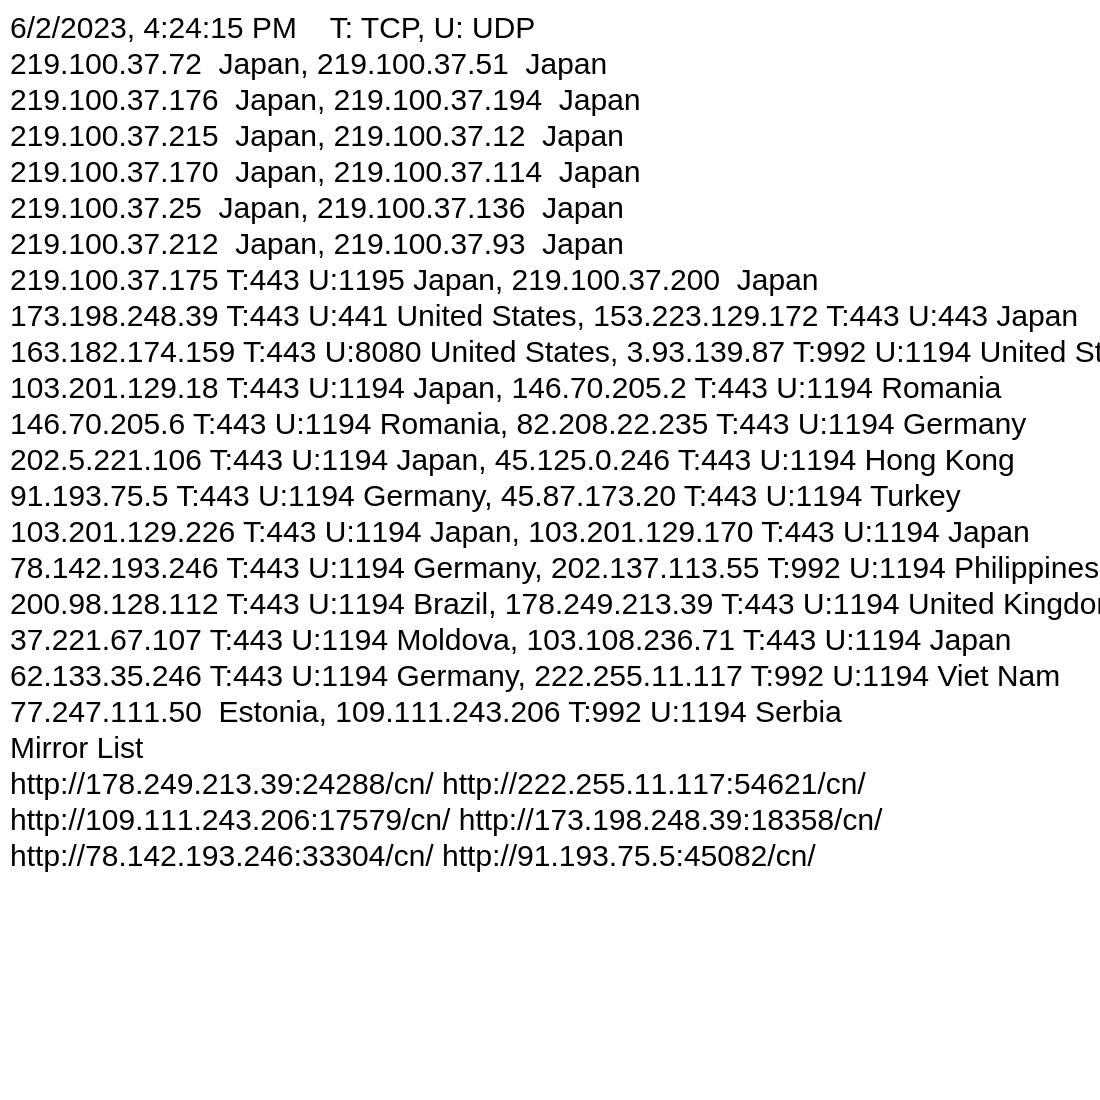 6/2/2023, 4:24:15 PM    T: TCP, U: UDP
219.100.37.72  Japan, 219.100.37.51  Japan
219.100.37.176  Japan, 219.100.37.194  Japan
219.100.37.215  Japan, 219.100.37.12  Japan
219.100.37.170  Japan, 219.100.37.114  Japan
219.100.37.25  Japan, 219.100.37.136  Japan
219.100.37.212  Japan, 219.100.37.93  Japan
219.100.37.175 T:443 U:1195 Japan, 219.100.37.200  Japan
173.198.248.39 T:443 U:441 United States, 153.223.129.172 T:443 U:443 Japan
163.182.174.159 T:443 U:8080 United States, 3.93.139.87 T:992 U:1194 United
103.201.129.18 T:443 U:1194 Japan, 146.70.205.2 T:443 U:1194 Romania
146.70.205.6 T:443 U:1194 Romania, 82.208.22.235 T:443 U:1194 Germany
202.5.221.106 T:443 U:1194 Japan, 45.125.0.246 T:443 U:1194 Hong Kong
91.193.75.5 T:443 U:1194 Germany, 45.87.173.20 T:443 U:1194 Turkey
103.201.129.226 T:443 U:1194 Japan, 103.201.129.170 T:443 U:1194 Japan
78.142.193.246 T:443 U:1194 Germany, 202.137.113.55 T:992 U:1194 Philippines
200.98.128.112 T:443 U:1194 Brazil, 178.249.213.39 T:443 U:1194 United
37.221.67.107 T:443 U:1194 Moldova, 103.108.236.71 T:443 U:1194 Japan
62.133.35.246 T:443 U:1194 Germany, 222.255.11.117 T:992 U:1194 Viet Nam
77.247.111.50  Estonia, 109.111.243.206 T:992 U:1194 Serbia
Mirror List
http://178.249.213.39:24288/cn/ http://222.255.11.117:54621/cn/
http://109.111.243.206:17579/cn/ http://173.198.248.39:18358/cn/
http://78.142.193.246:33304/cn/ http://91.193.75.5:45082/cn/